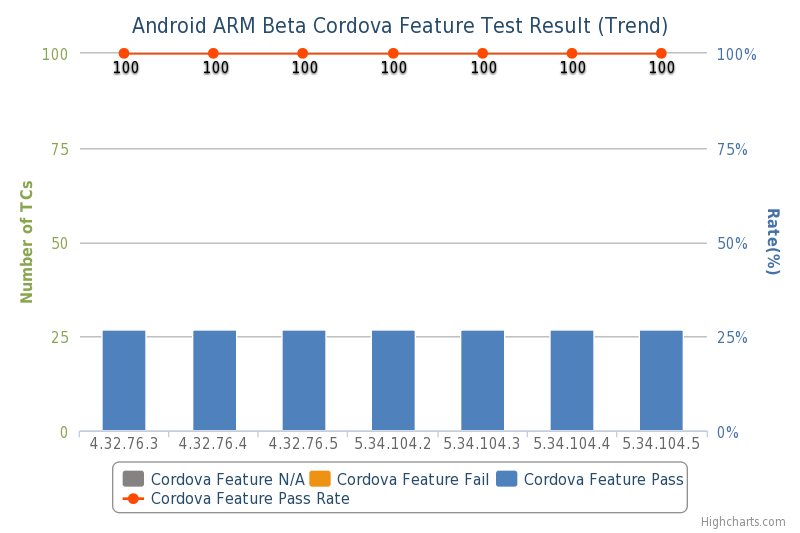 Android ARM Beta Cordova Feature Test Result (Trend)
100 100%
100 100 100 100 100 100 100
75 75%
Number of TCs
Rate(%)
50 50%
25 25%
0 0%
4.32.76.3 4.32.76.4 4.32.76.5 5.34.104.2 5.34.104.3 5.34.104.4 5.34.104.5
Cordova Feature N/A Cordova Feature Fail Cordova Feature Pass
Cordova Feature Pass Rate
Highcharts.com